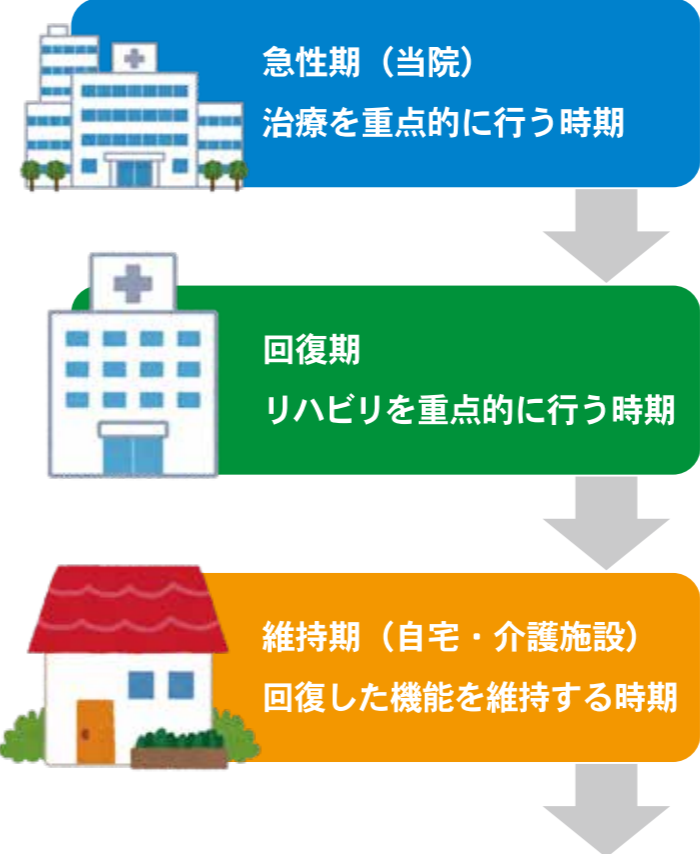 急性期（当院）
治療を重点的に行う時期
回復期
リハビリを重点的に行う時期
維持期（自宅・介護施設）
回復した機能を維持する時期